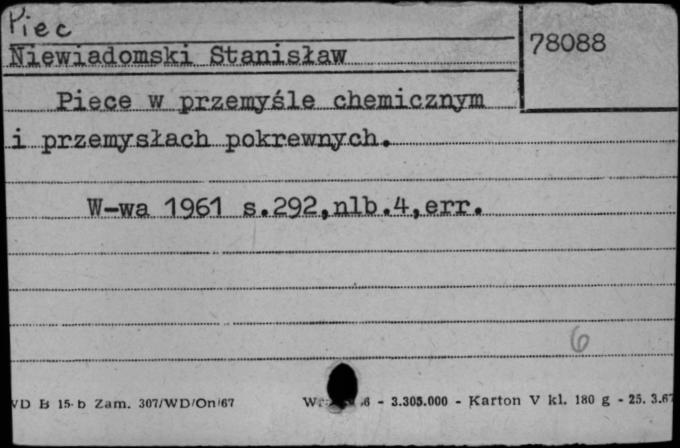 Piec
Niewiadomski Stanisław
78088
Piece w przemyśle chemicznym
i przemysłach pokrewnych.
W-wa 1961 s.292,nlb.4,err.
6
WD B 15-b Zam. 307/WD/On/67
- 3.305.000 - Karton V kl. 180 g - 25. 3.67